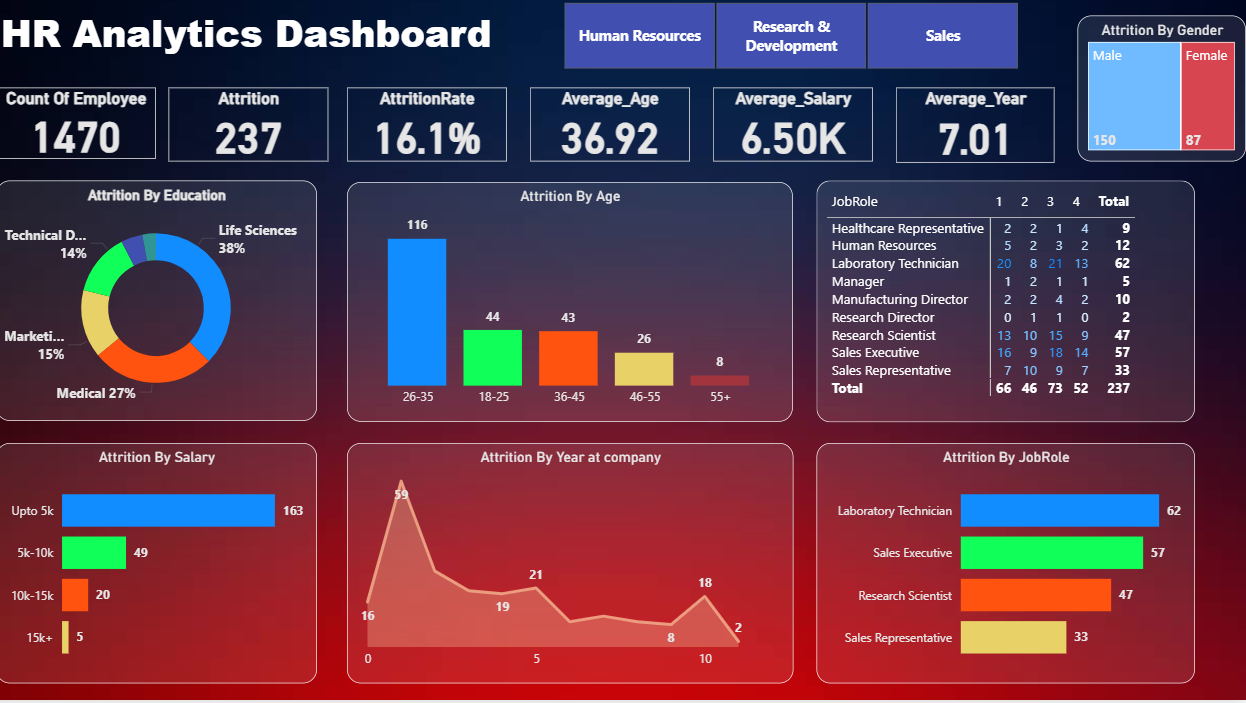 HR Analytics Dashboard
Human Resources
Research &
Development
Sales
Attrition By Gender
Male
Female
150
87
Count Of Employee
1470
Attrition
237
AttritionRate
16.1%
Average_Age
36.92
Average_Salary
6.50K
Average_Year
7.01
Attrition By Education
Life Sciences
38%
Technical D...
14%
Marketi...
15%
Medical 27%
Attrition By Age
116
44
43
26
8
26-35 18-25 36-45 46-55 55+
JobRole 1 2 3 4 Total
Healthcare Representative 2 2 1 4 9
Human Resources 5 2 3 2 12
Laboratory Technician 20 8 21 13 62
Manager 1 2 1 1 5
Manufacturing Director 2 2 4 2 10
Research Director 0 1 1 0 2
Research Scientist 13 10 15 9 47
Sales Executive 16 9 18 14 57
Sales Representative 7 10 9 7 33
Total 66 46 73 52 237
Attrition By Salary
Upto 5k 163
5k-10k 49
10k-15k 20
15k+ 5
Attrition By Year at company
59
16
19
21
8
18
2
0 5 10
Attrition By JobRole
Laboratory Technician 62
Sales Executive 57
Research Scientist 47
Sales Representative 33